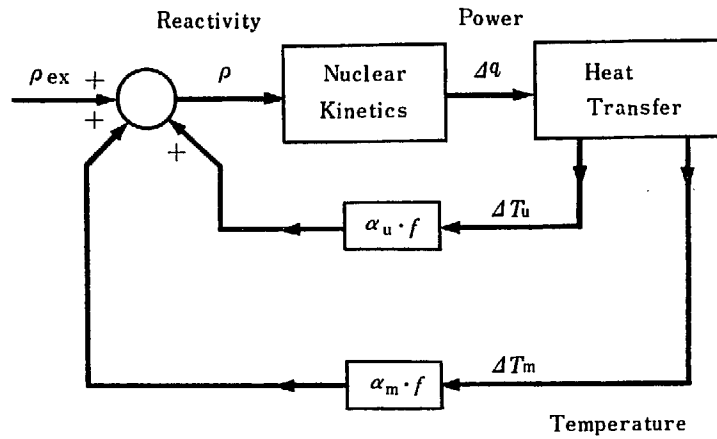 Reactivity
Power
ρex
+
+
+
ρ
Nuclear
Kinetics
Δq
Heat
Transfer
αu·f
ΔTu
αm·f
ΔTm
Temperature